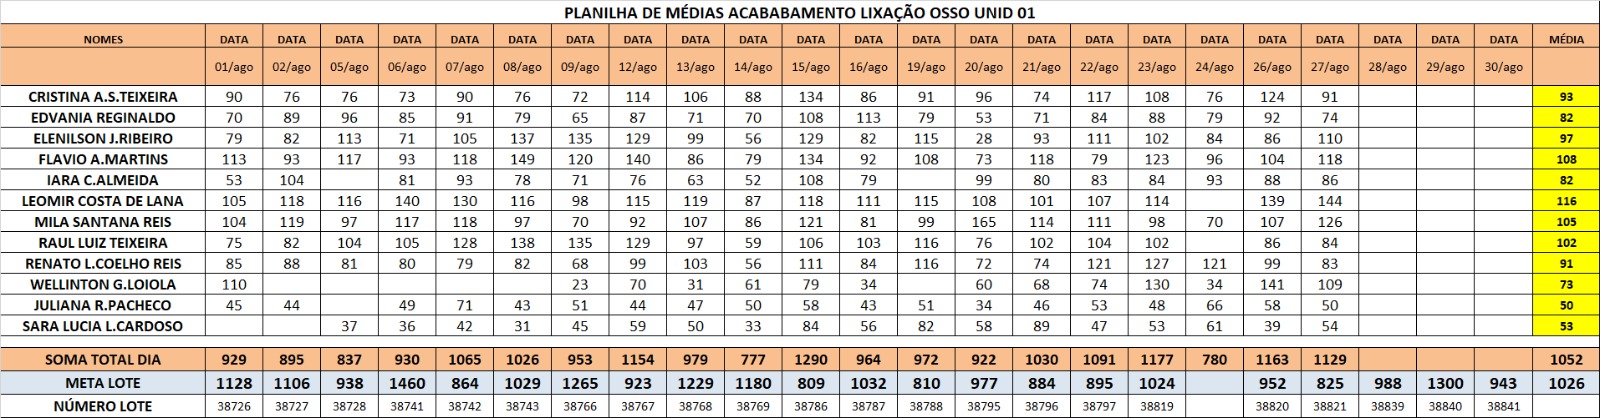 PLANILHA DE MÉDIAS ACABABAMENTO LIXAÇÃO OSSO UNID 01
NOMES DATA DATA DATA DATA DATA DATA DATA DATA DATA DATA DATA DATA DATA DATA DATA DATA DATA DATA DATA DATA DATA DATA DATA MÉDIA
01/ago 02/ago 05/ago 06/ago 07/ago 08/ago 09/ago 12/ago 13/ago 14/ago 15/ago 16/ago 19/ago 20/ago 21/ago 22/ago 23/ago 24/ago 26/ago 27/ago 28/ago 29/ago 30/ago
CRISTINA A.S.TEIXEIRA 90 76 76 73 90 76 72 114 106 88 134 86 91 96 74 117 108 76 124 91 93
EDVANIA REGINALDO 70 89 96 85 91 79 65 87 71 70 108 113 79 53 71 84 88 79 92 74 82
ELENILSON J.RIBEIRO 79 82 113 71 105 137 135 129 99 56 129 82 115 28 93 111 102 84 86 110 97
FLAVIO A.MARTINS 113 93 117 93 118 149 120 140 86 79 134 92 108 73 118 79 123 96 104 118 108
IARA C.ALMEIDA 53 104 81 93 78 71 76 63 52 108 79 99 80 83 84 93 88 86 82
LEOMIR COSTA DE LANA 105 118 116 140 130 116 98 115 119 87 118 111 115 108 101 107 114 139 144 116
MILA SANTANA REIS 104 119 97 117 118 97 70 92 107 86 121 81 99 165 114 111 98 70 107 126 105
RAUL LUIZ TEIXEIRA 75 82 104 105 128 138 135 129 97 59 106 103 116 76 102 104 102 86 84 102
RENATO L.COELHO REIS 85 88 81 80 79 82 68 99 103 56 111 84 116 72 74 121 127 121 99 83 91
WELLINTON G.LOIOLA 110 23 70 31 61 79 34 60 68 74 130 34 141 109 73
JULIANA R.PACHECO 45 44 49 71 43 51 44 47 50 58 43 51 34 46 53 48 66 58 50 50
SARA LUCIA L.CARDOSO 37 36 42 31 45 59 50 33 84 56 82 58 89 47 53 61 39 54 53
SOMA TOTAL DIA 929 895 837 930 1065 1026 953 1154 979 777 1290 964 972 922 1030 1091 1177 780 1163 1129 1052
META LOTE 1128 1106 938 1460 864 1029 1265 923 1229 1180 809 1032 810 977 884 895 1024 952 825 988 1300 943 1026
NÚMERO LOTE 38726 38727 38728 38741 38742 38743 38766 38767 38768 38769 38786 38787 38788 38795 38796 38797 38819 38820 38821 38839 38840 38841